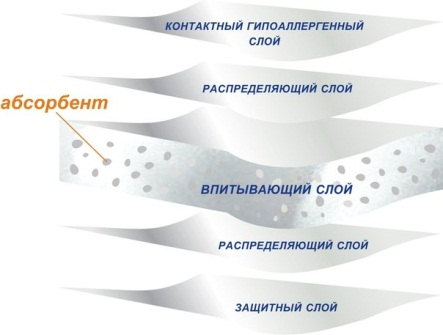 КОНТАКТНЫЙ ГИПОАЛЛЕРГЕННЫЙ
СЛОЙ
РАСПРЕДЕЛЯЮЩИЙ СЛОЙ
абсорбент
ВПИТЫВАЮЩИЙ СЛОЙ
РАСПРЕДЕЛЯЮЩИЙ СЛОЙ
ЗАЩИТНЫЙ СЛОЙ